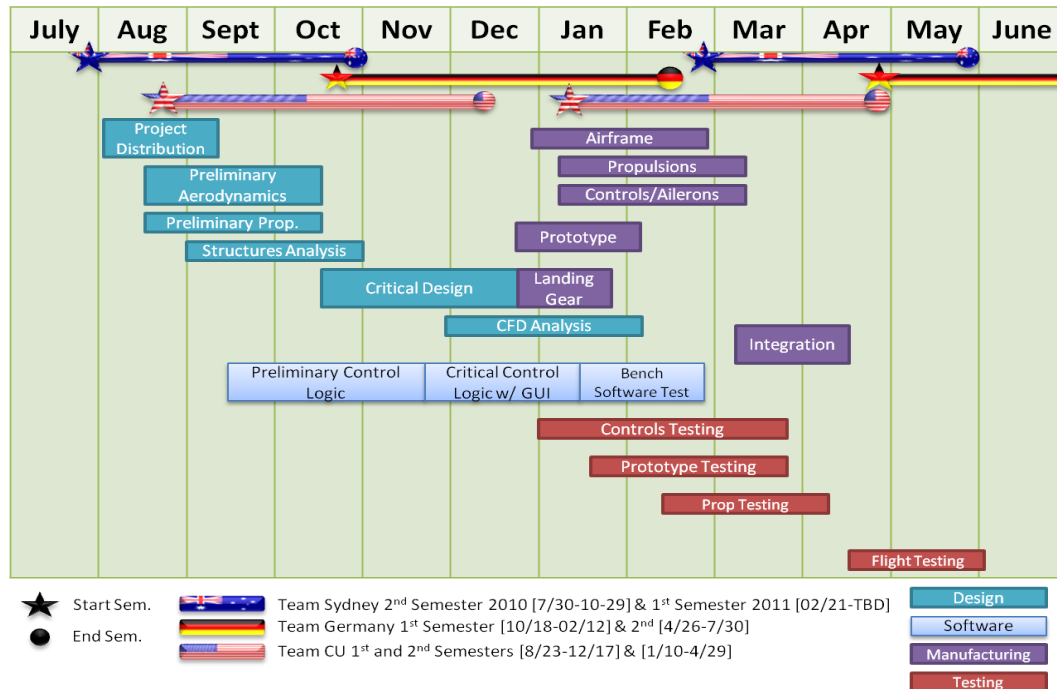 July Aug Sept Oct Nov Dec Jan Feb Mar Apr May June
Project
Distribution
Airframe
Propulsions
Preliminary
Aerodynamics
Controls/Ailerons
Preliminary Prop.
Prototype
Structures Analysis
Critical Design
Landing
Gear
CFD Analysis
Integration
Preliminary Control
Logic
Critical Control
Logic w/ GUI
Bench
Software Test
Controls Testing
Prototype Testing
Prop Testing
Flight Testing
Start Sem.
End Sem.
Team Sydney 2nd Semester 2010 [7/30-10-29] & 1st Semester 2011 [02/21-TBD]
Team Germany 1st Semester [10/18-02/12] & 2nd [4/26-7/30]
Team CU 1st and 2nd Semesters [8/23-12/17] & [1/10-4/29]
Design
Software
Manufacturing
Testing